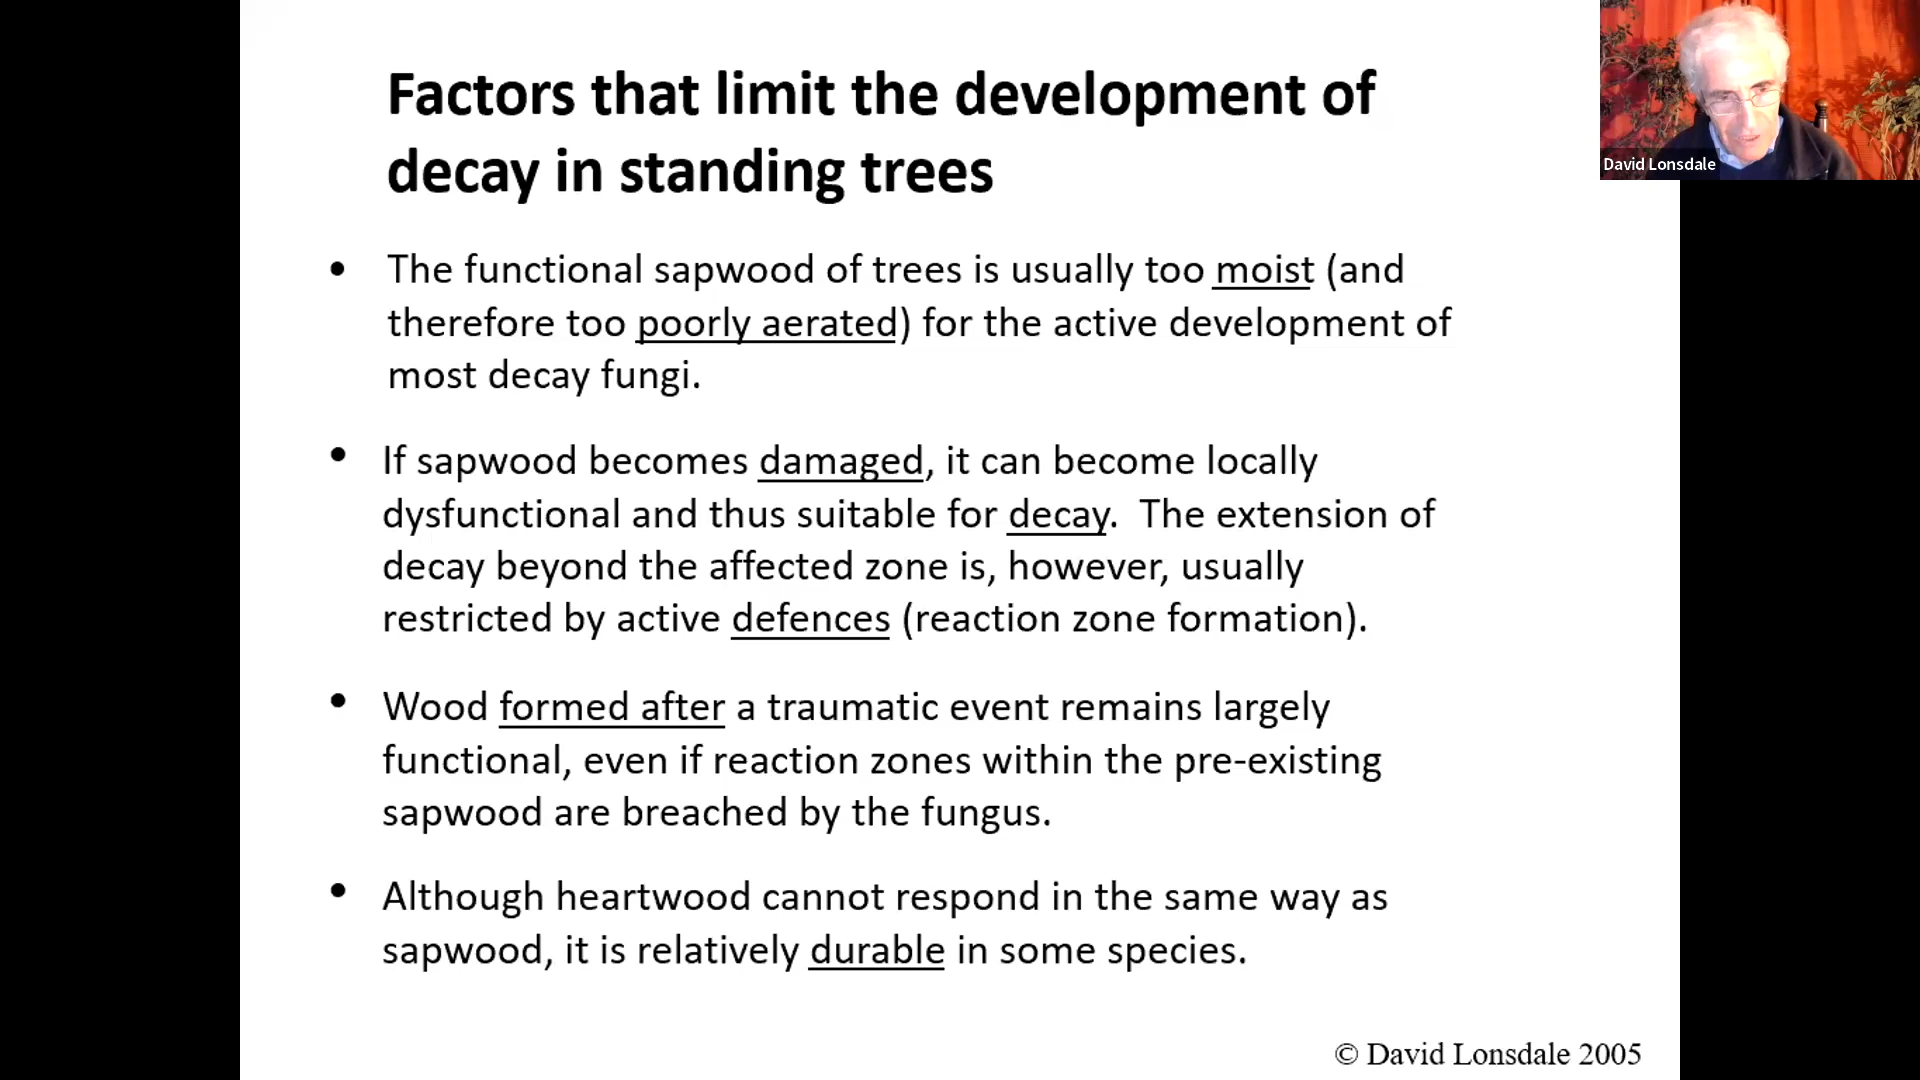 Factors that limit the development of
decay in standing trees
David Lonsdale
• The functional sapwood of trees is usually too moist (and
therefore too poorly aerated) for the active development of
most decay fungi.
• If sapwood becomes damaged, it can become locally
dysfunctional and thus suitable for decay.  The extension of
decay beyond the affected zone is, however, usually
restricted by active defences (reaction zone formation).
• Wood formed after a traumatic event remains largely
functional, even if reaction zones within the pre-existing
sapwood are breached by the fungus.
• Although heartwood cannot respond in the same way as
sapwood, it is relatively durable in some species.
© David Lonsdale 2005